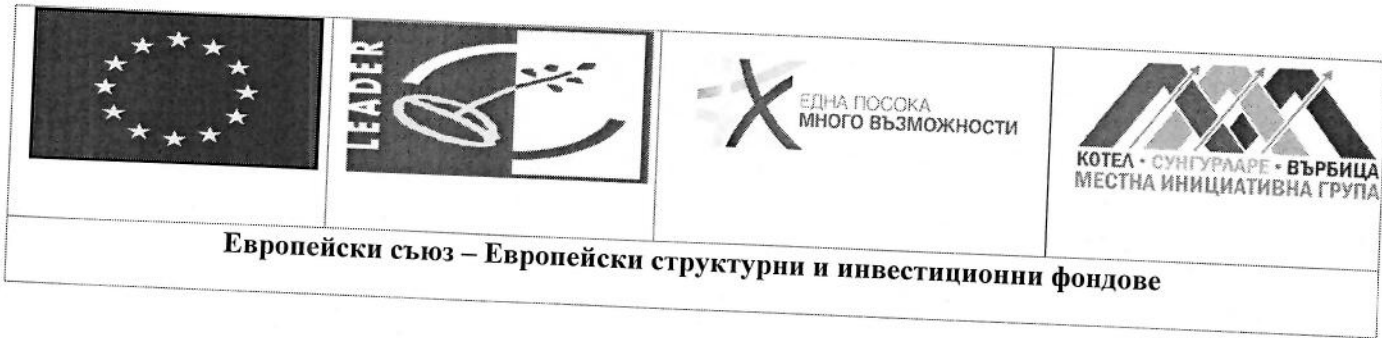 LEADER
ЕДНА ПОСОКА
МНОГО ВЪЗМОЖНОСТИ
КОТЕЛ • СУНГУРЛАРЕ • ВЪРБИЦА
МЕСТНА ИНИЦИАТИВНА ГРУПА
Европейски съюз – Европейски структурни и инвестиционни фондове